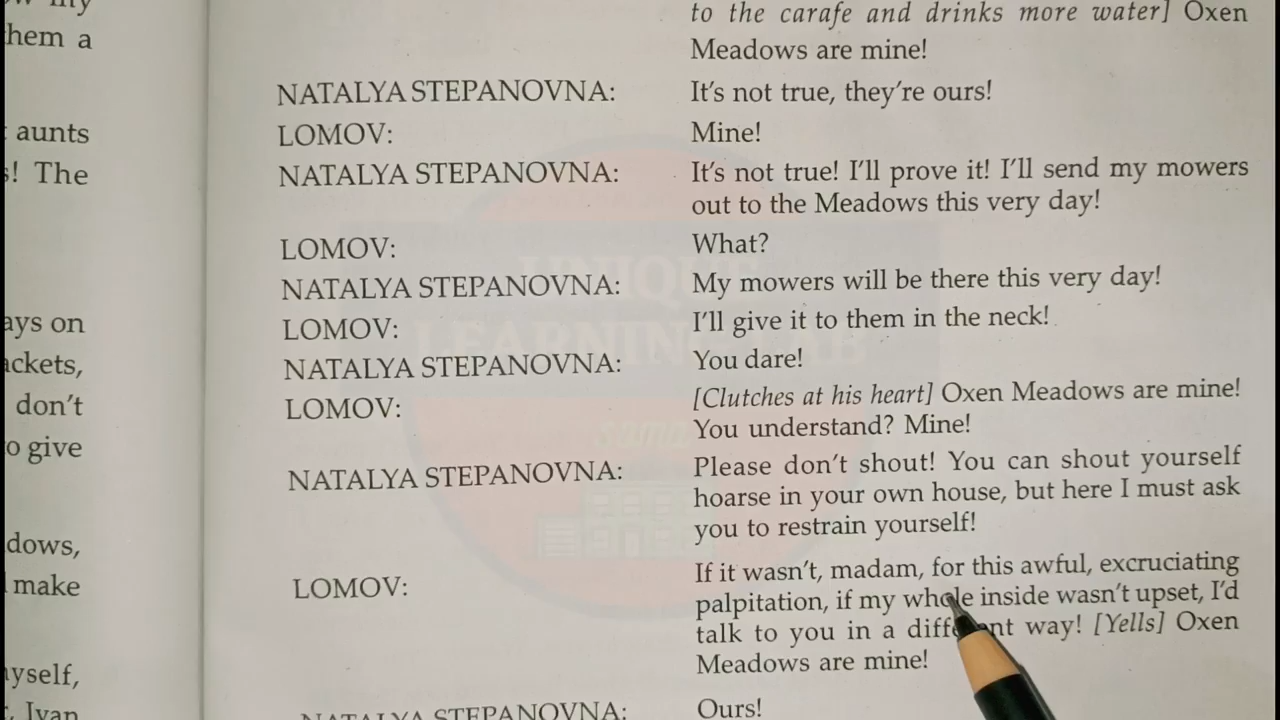 w my
them a
aunts
s! The
ays on
ackets,
don't
o give
dows,
make
yself,
, Ivan
to the carafe and drinks more water] Oxen
Meadows are mine!
NATALYA STEPANOVNA: It's not true, they're ours!
LOMOV: Mine!
NATALYA STEPANOVNA: It's not true! I'll prove it! I'll send my mowers
out to the Meadows this very day!
LOMOV: What?
NATALYA STEPANOVNA: My mowers will be there this very day!
LOMOV: I'll give it to them in the neck!
NATALYA STEPANOVNA: You dare!
LOMOV: [Clutches at his heart] Oxen Meadows are mine!
You understand? Mine!
NATALYA STEPANOVNA: Please don't shout! You can shout yourself
hoarse in your own house, but here I must ask
you to restrain yourself!
LOMOV: If it wasn't, madam, for this awful, excruciating
palpitation, if my whole inside wasn't upset, I'd
talk to you in a different way! [Yells] Oxen
Meadows are mine!
NATALYA STEPANOVNA: Ours!
UNIQUE
LEARNING LAB